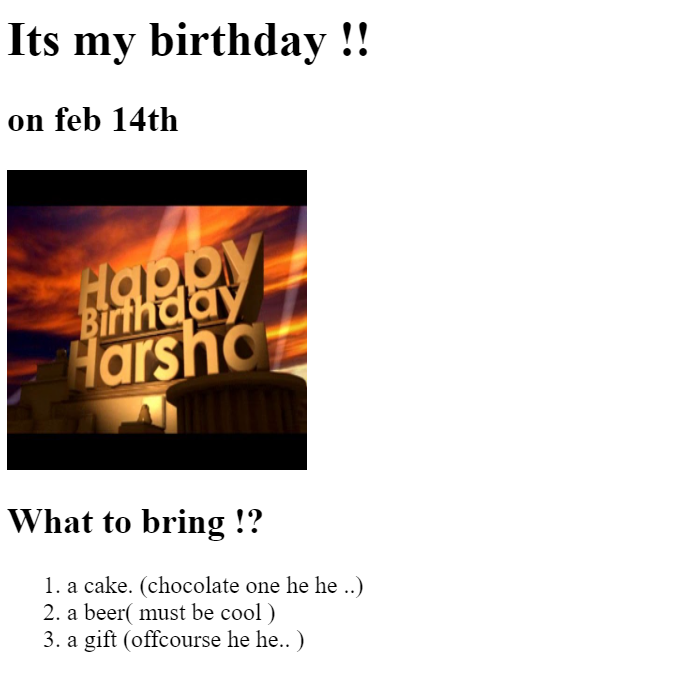 Its my birthday !!
on feb 14th
Happy
Birthday
Harsha
What to bring !?
1. a cake. (chocolate one he he ..)
2. a beer( must be cool )
3. a gift (offcourse he he.. )